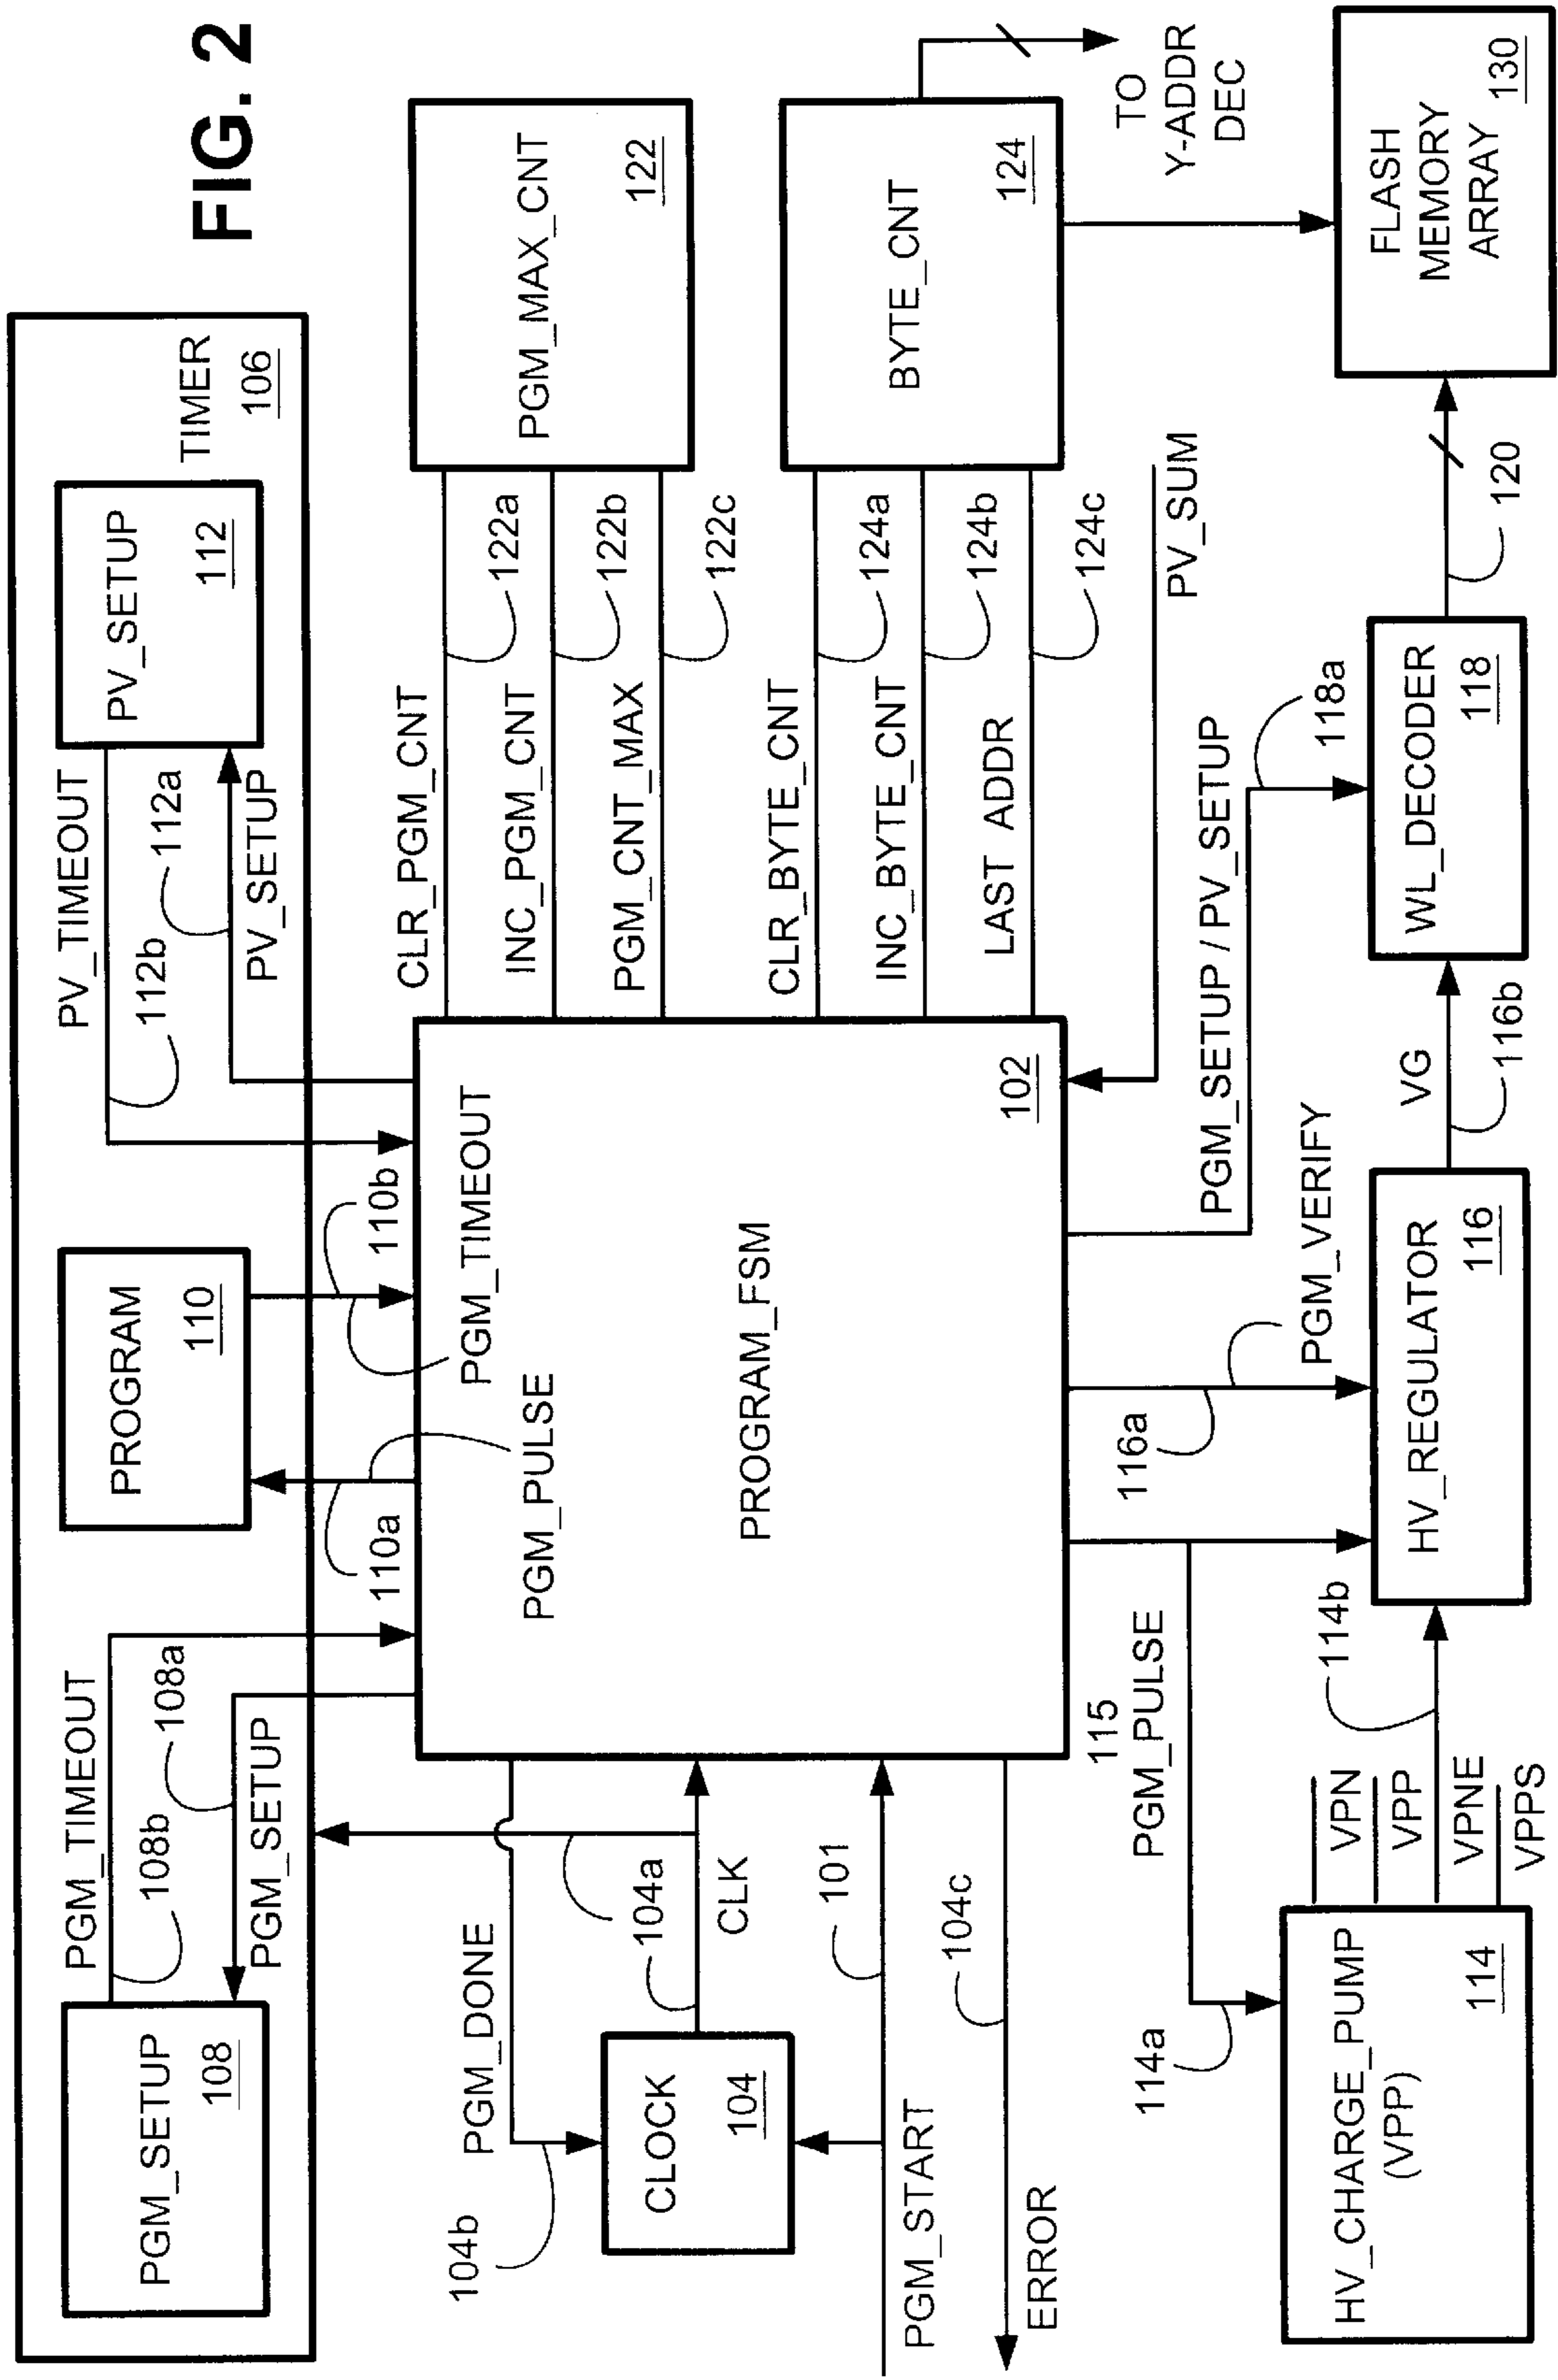 FIG. 2
TIMER
106
PGM_SETUP
108
PGM_TIMEOUT
108b
108a
PGM_SETUP
PROGRAM
110
110a
110b
PV_SETUP
112
PV_TIMEOUT
112b
112a
PV_SETUP
PGM_PULSE
PGM_TIMEOUT
PROGRAM_FSM
102
CLR_PGM_CNT
122a
INC_PGM_CNT
122b
PGM_CNT_MAX
122c
PGM_MAX_CNT
122
CLR_BYTE_CNT
124a
INC_BYTE_CNT
124b
LAST ADDR
124c
BYTE_CNT
124
TO
Y-ADDR
DEC
PV_SUM
PGM_DONE
104b
CLOCK
104
104a
CLK
PGM_START
101
104c
ERROR
115
PGM_PULSE
114a
HV_CHARGE_PUMP
(VPP)
114
VPN
VPP
VPNE
VPPS
114b
116a
PGM_VERIFY
HV_REGULATOR
116
VG
116b
PGM_SETUP / PV_SETUP
118a
WL_DECODER
118
120
FLASH
MEMORY
ARRAY
130